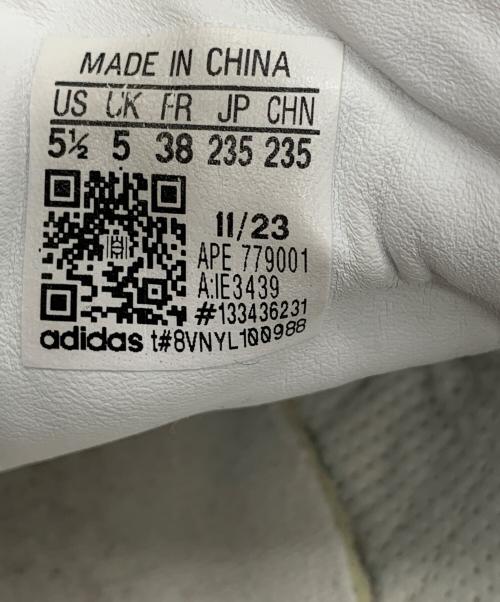 MADE IN CHINA
US UK FR JP CHN
5½ 5 38 235 235
11/23
APE 779001
A:IE3439
#133436231
adidas t#8VNYL100988